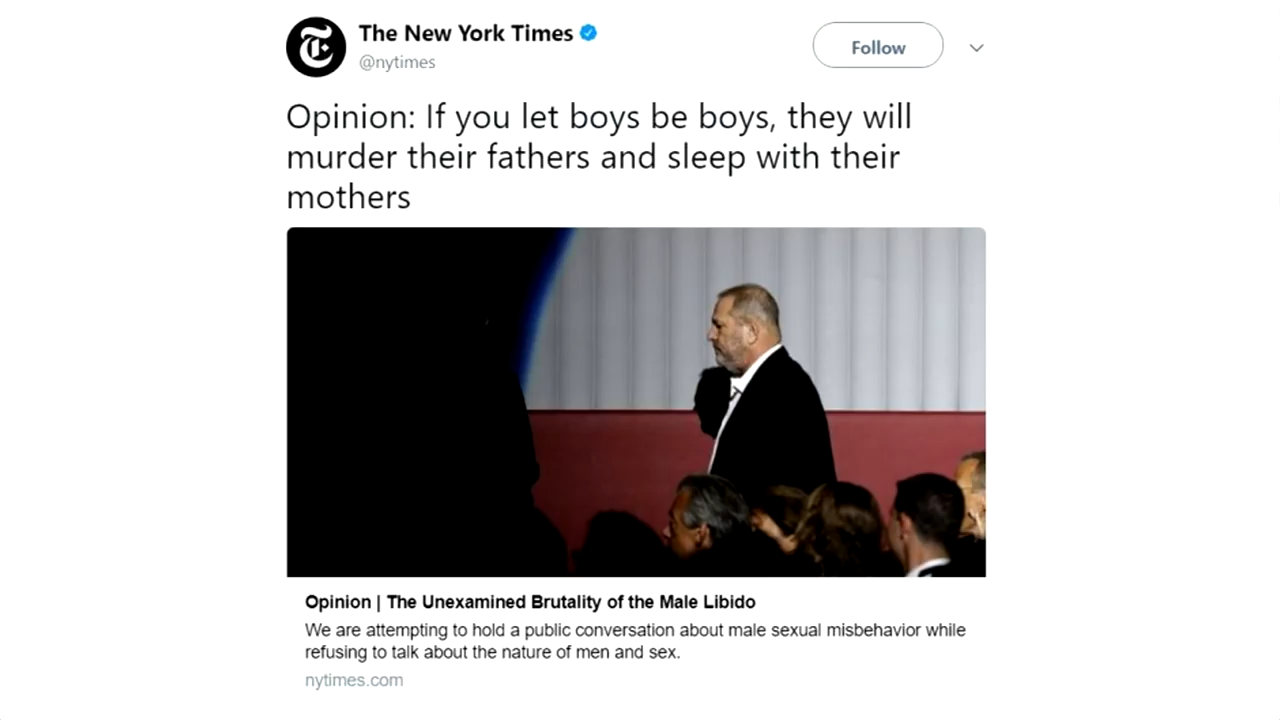 The New York Times
@nytimes
Follow
Opinion: If you let boys be boys, they will
murder their fathers and sleep with their
mothers
Opinion | The Unexamined Brutality of the Male Libido
We are attempting to hold a public conversation about male sexual misbehavior while
refusing to talk about the nature of men and sex.
nytimes.com